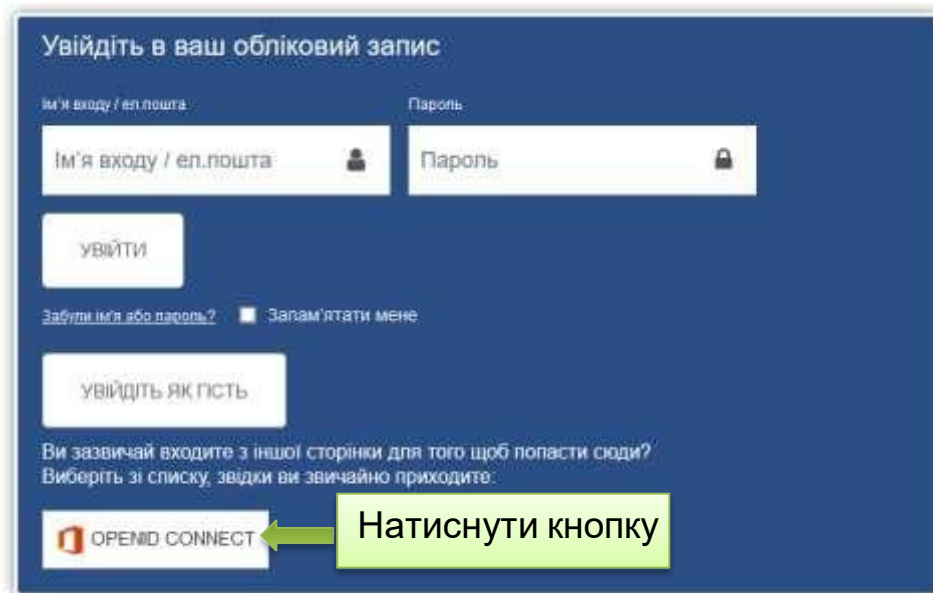 Увійдіть в ваш обліковий запис
Ім'я входу / ел.пошта Пароль
Ім'я входу / ел.пошта Пароль
УВІЙТИ
Забули ім'я або пароль? Запам'ятати мене
УВІЙДІТЬ ЯК ГІСТЬ
Ви зазвичай входите з іншої сторінки для того щоб попасти сюди?
Виберіть зі списку, звідки ви звичайно приходите:
OPENID CONNECT Натиснути кнопку